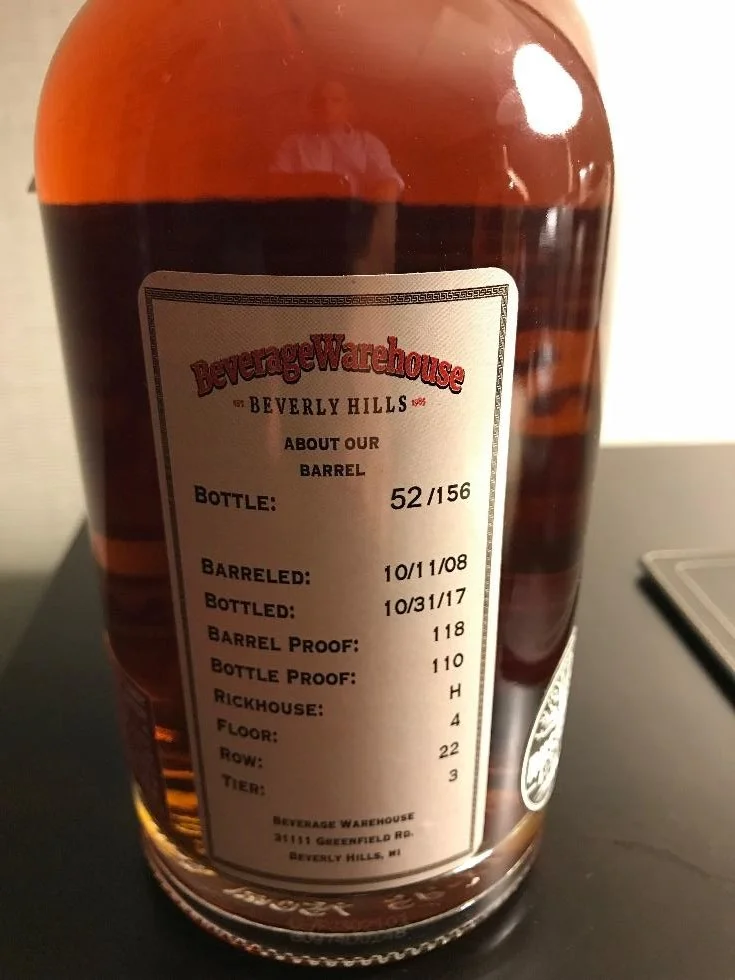 BeverageWarehouse
EST BEVERLY HILLS 1985
ABOUT OUR
BARREL
BOTTLE: 52/156
BARRELED: 10/11/08
BOTTLED: 10/31/17
BARREL PROOF: 118
BOTTLE PROOF: 110
RICKHOUSE: H
FLOOR: 4
ROW: 22
TIER: 3
BEVERAGE WAREHOUSE
31111 GREENFIELD RD.
BEVERLY HILLS, MI